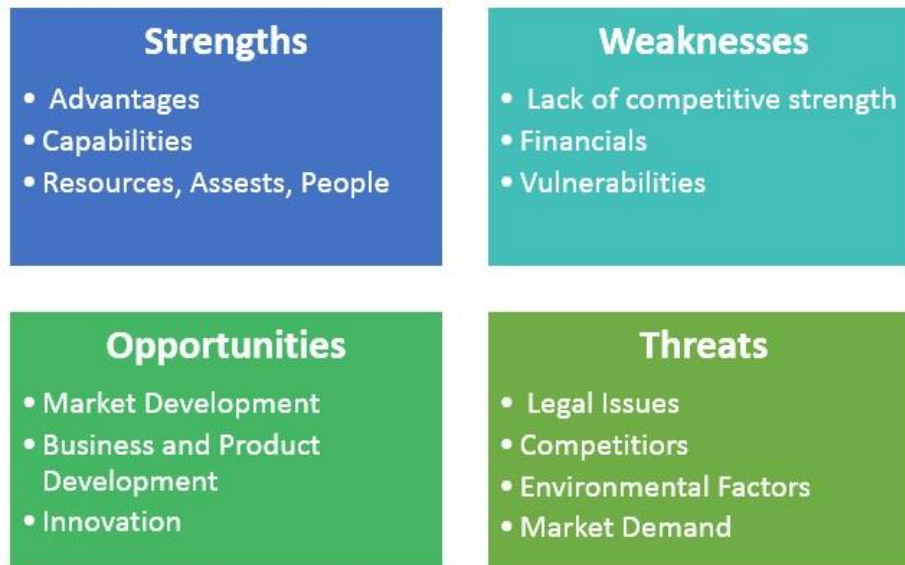 Strengths
• Advantages
• Capabilities
• Resources, Assests, People
Weaknesses
• Lack of competitive strength
• Financials
• Vulnerabilities
Opportunities
• Market Development
• Business and Product
Development
• Innovation
Threats
• Legal Issues
• Competitiors
• Environmental Factors
• Market Demand